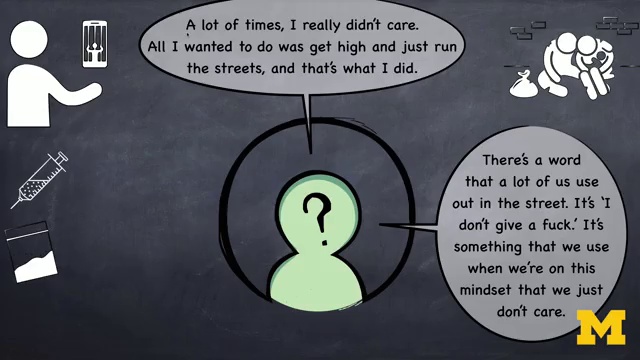 A lot of times, I really didn't care.
All I wanted to do was get high and just run
the streets, and that's what I did.
?
There's a word
that a lot of us use
out in the street. It's 'I
don't give a fuck.' It's
something that we use
when we're on this
mindset that we just
don't care.
M